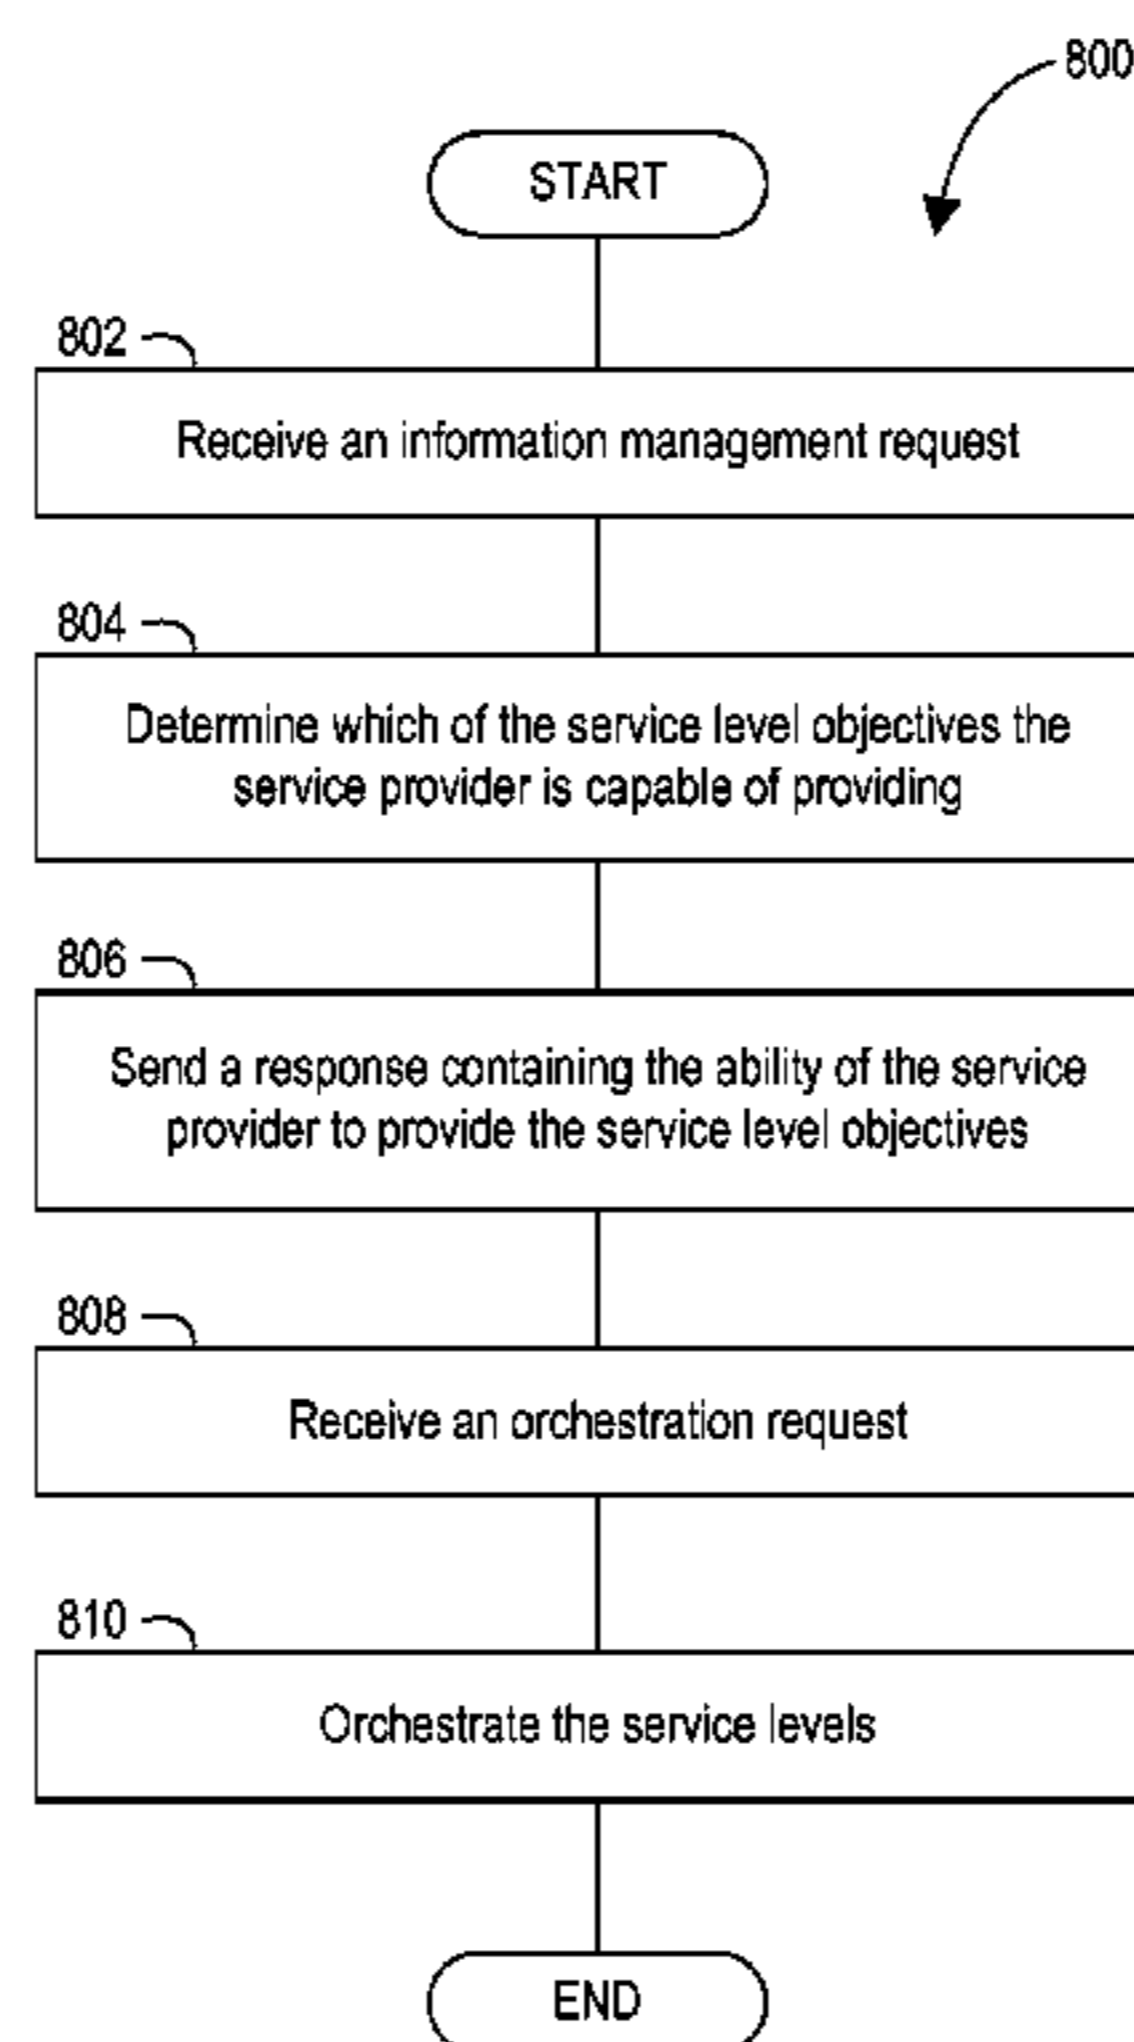 800
START
802
Receive an information management request
804
Determine which of the service level objectives the
service provider is capable of providing
806
Send a response containing the ability of the service
provider to provide the service level objectives
808
Receive an orchestration request
810
Orchestrate the service levels
END